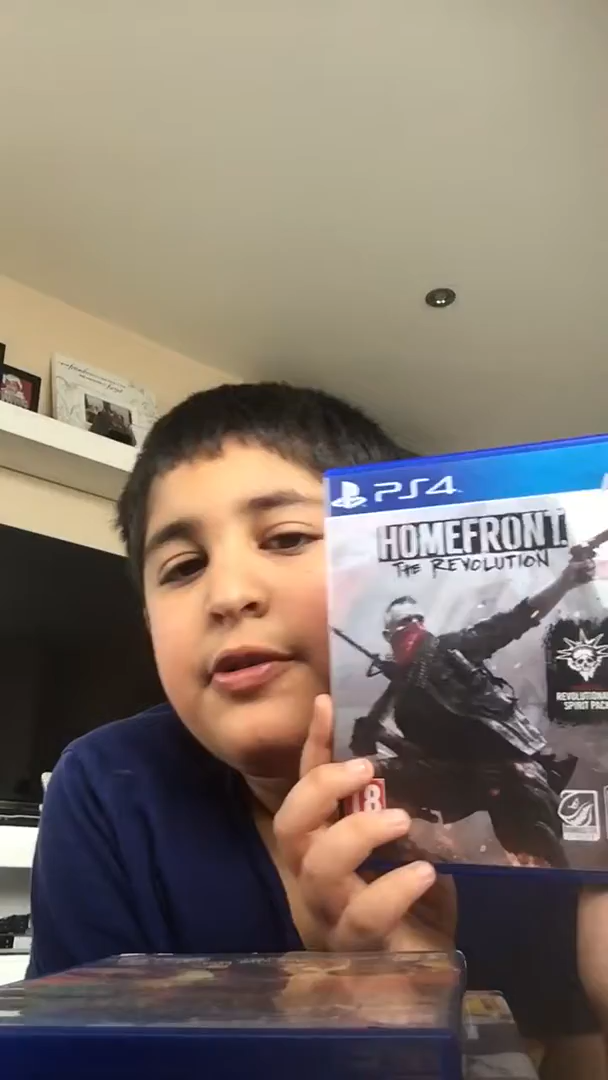 PS4
HOMEFRONT
THE REVOLUTION
REVOLUTIONARY
SPIRIT PACK
18